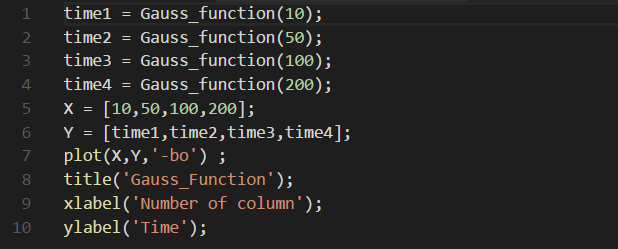 1 time1 = Gauss_function(10);
2 time2 = Gauss_function(50);
3 time3 = Gauss_function(100);
4 time4 = Gauss_function(200);
5 X = [10,50,100,200];
6 Y = [time1,time2,time3,time4];
7 plot(X,Y,'-bo') ;
8 title('Gauss_Function');
9 xlabel('Number of column');
10 ylabel('Time');